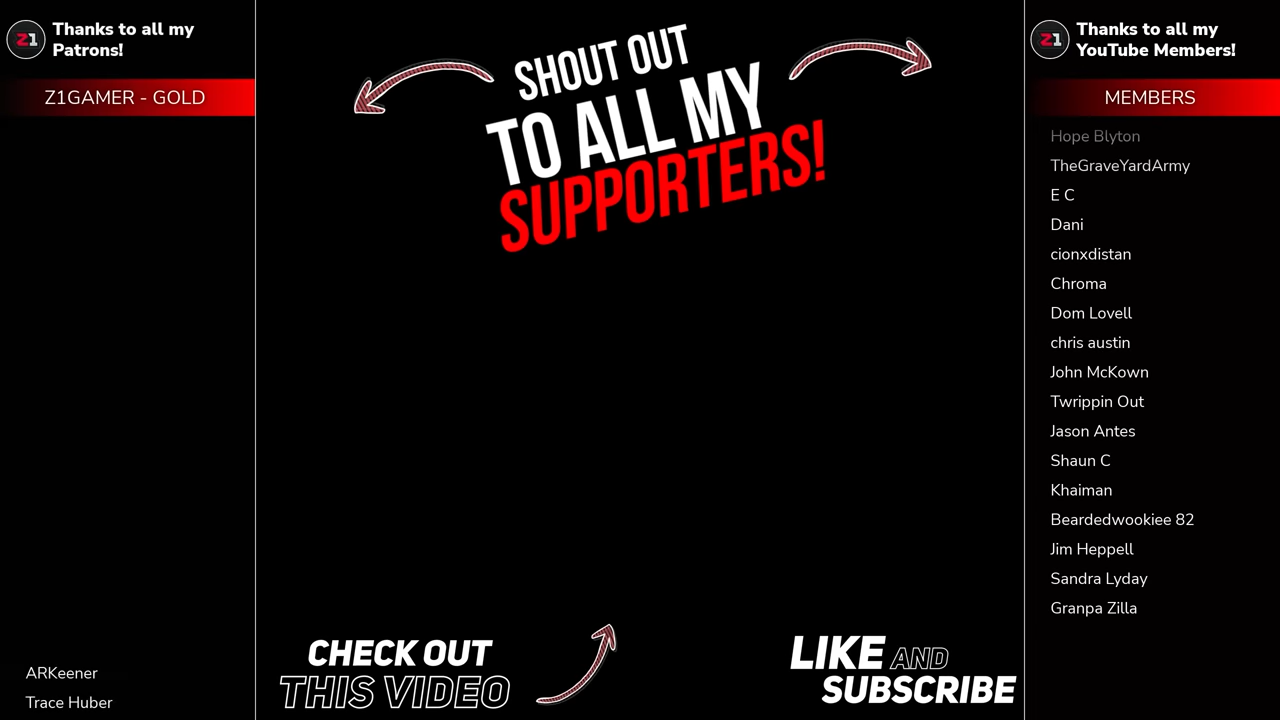 Z1
Thanks to all my
Patrons!
Z1GAMER - GOLD
ARKeener
Trace Huber
SHOUT OUT
TO ALL MY
SUPPORTERS!
CHECK OUT
THIS VIDEO
LIKE AND
SUBSCRIBE
Z1
Thanks to all my
YouTube Members!
MEMBERS
Hope Blyton
TheGraveYardArmy
E C
Dani
cionxdistan
Chroma
Dom Lovell
chris austin
John McKown
Twrippin Out
Jason Antes
Shaun C
Khaiman
Beardedwookiee 82
Jim Heppell
Sandra Lyday
Granpa Zilla